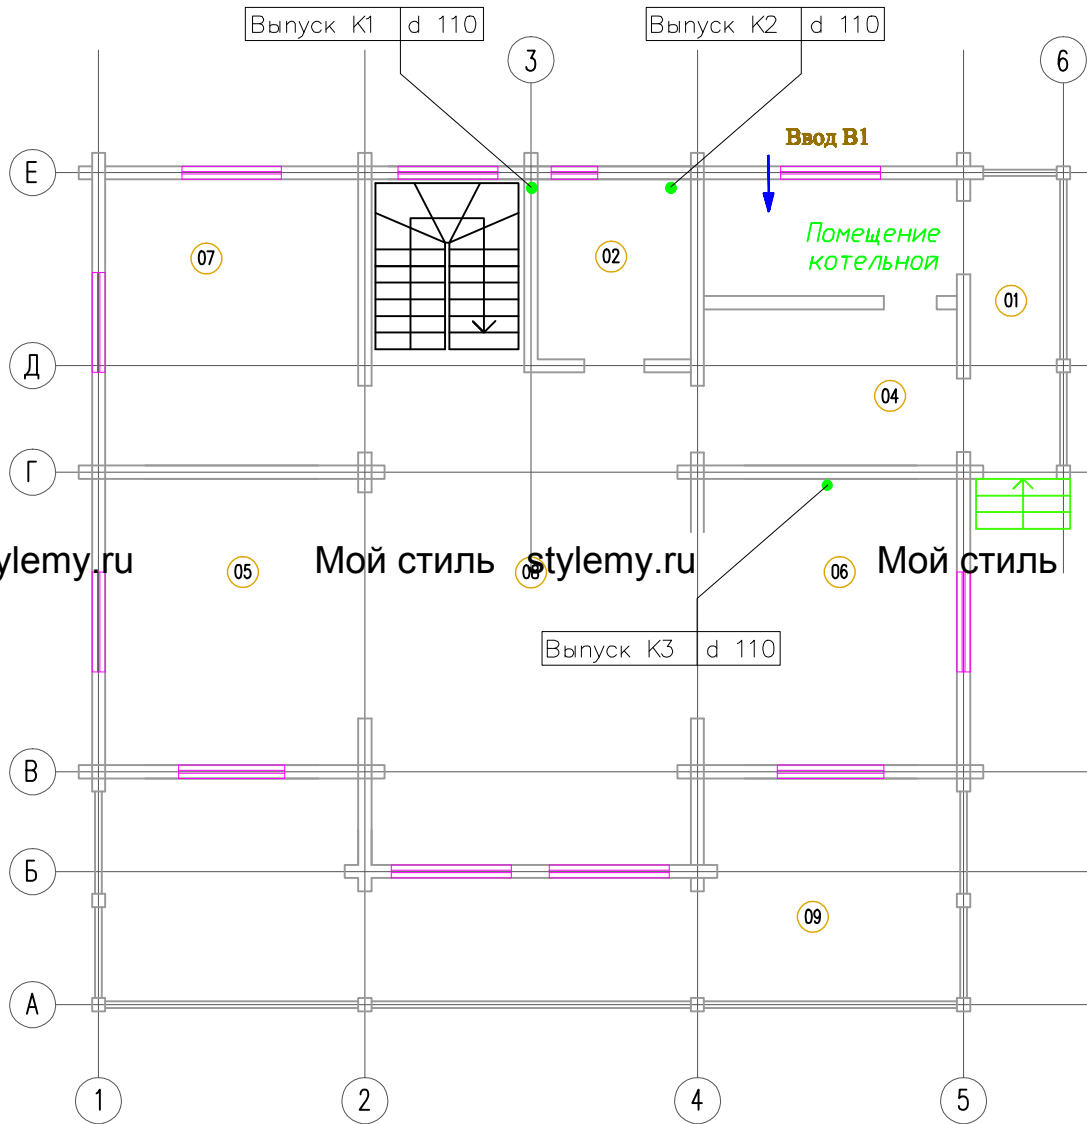 Выпуск К1 d 110
Выпуск К2 d 110
3
6
Ввод В1
Е
Помещение
котельной
07
02
01
Д
04
Г
ylemy.ru Мой стиль stylemy.ru Мой стиль
05
08
06
Выпуск К3 d 110
В
Б
09
А
1
2
4
5